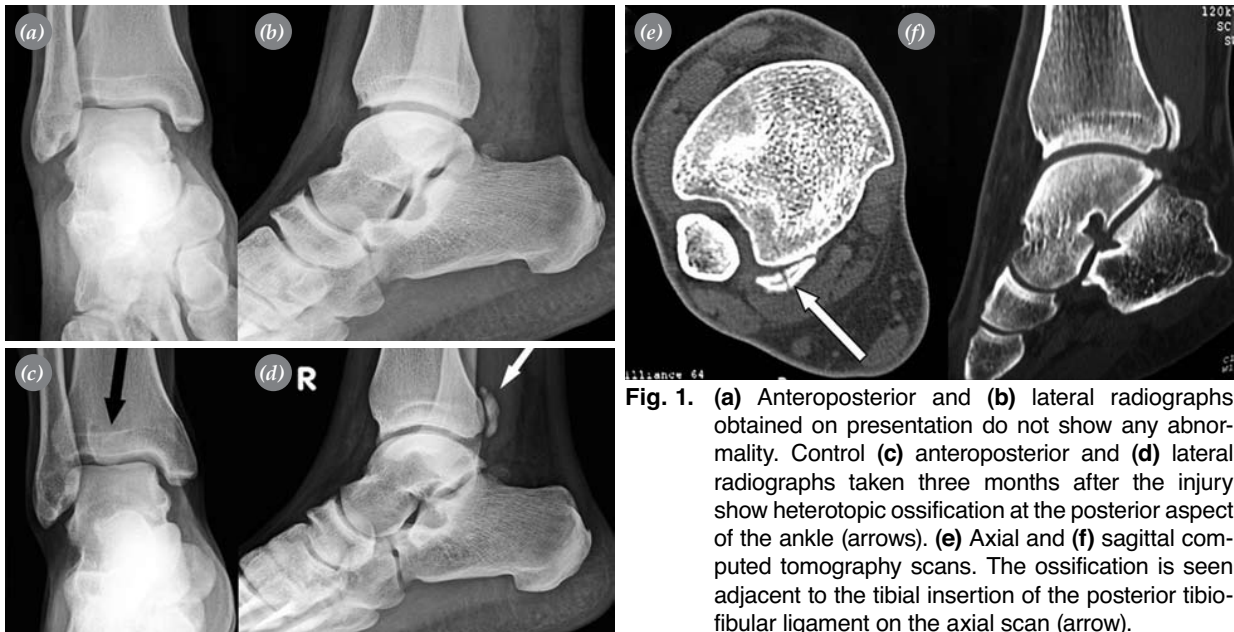 (a)
(b)
(c)
(d)
R
(e)
(f)
illiance 64
Fig. 1. (a) Anteroposterior and (b) lateral radiographs
obtained on presentation do not show any abnor-
mality. Control (c) anteroposterior and (d) lateral
radiographs taken three months after the injury
show heterotopic ossification at the posterior aspect
of the ankle (arrows). (e) Axial and (f) sagittal com-
puted tomography scans. The ossification is seen
adjacent to the tibial insertion of the posterior tibio-
fibular ligament on the axial scan (arrow).